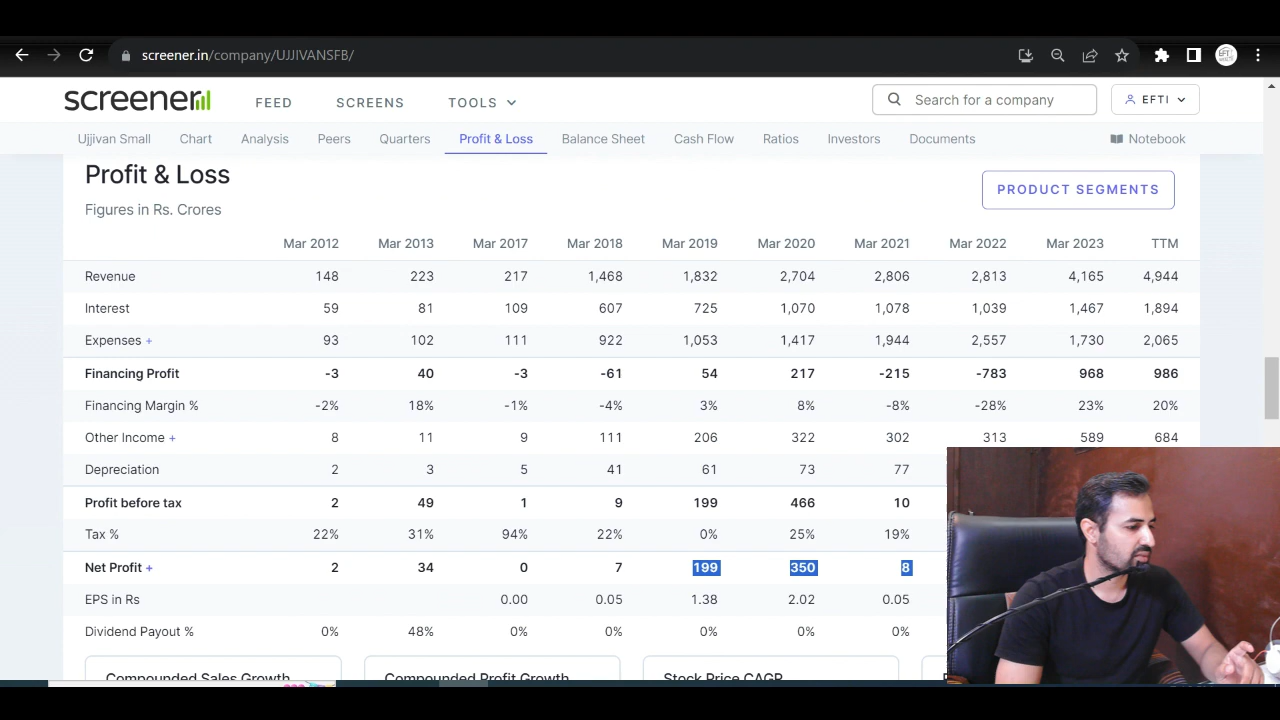 screener.in/company/UJJIVANSFB/
screener
FEED SCREENS TOOLS
Search for a company
EFTI
Ujjivan Small Chart Analysis Peers Quarters Profit & Loss Balance Sheet Cash Flow Ratios Investors Documents Notebook
Profit & Loss
PRODUCT SEGMENTS
Figures in Rs. Crores
Mar 2012 Mar 2013 Mar 2017 Mar 2018 Mar 2019 Mar 2020 Mar 2021 Mar 2022 Mar 2023 TTM
Revenue 148 223 217 1,468 1,832 2,704 2,806 2,813 4,165 4,944
Interest 59 81 109 607 725 1,070 1,078 1,039 1,467 1,894
Expenses + 93 102 111 922 1,053 1,417 1,944 2,557 1,730 2,065
Financing Profit -3 40 -3 -61 54 217 -215 -783 968 986
Financing Margin % -2% 18% -1% -4% 3% 8% -8% -28% 23% 20%
Other Income + 8 11 9 111 206 322 302 313 589 684
Depreciation 2 3 5 41 61 73 77
Profit before tax 2 49 1 9 199 466 10
Tax % 22% 31% 94% 22% 0% 25% 19%
Net Profit + 2 34 0 7 199 350 8
EPS in Rs 0.00 0.05 1.38 2.02 0.05
Dividend Payout % 0% 48% 0% 0% 0% 0% 0%
Compounded Sales Growth Compounded Profit Growth Stock Price CAGR